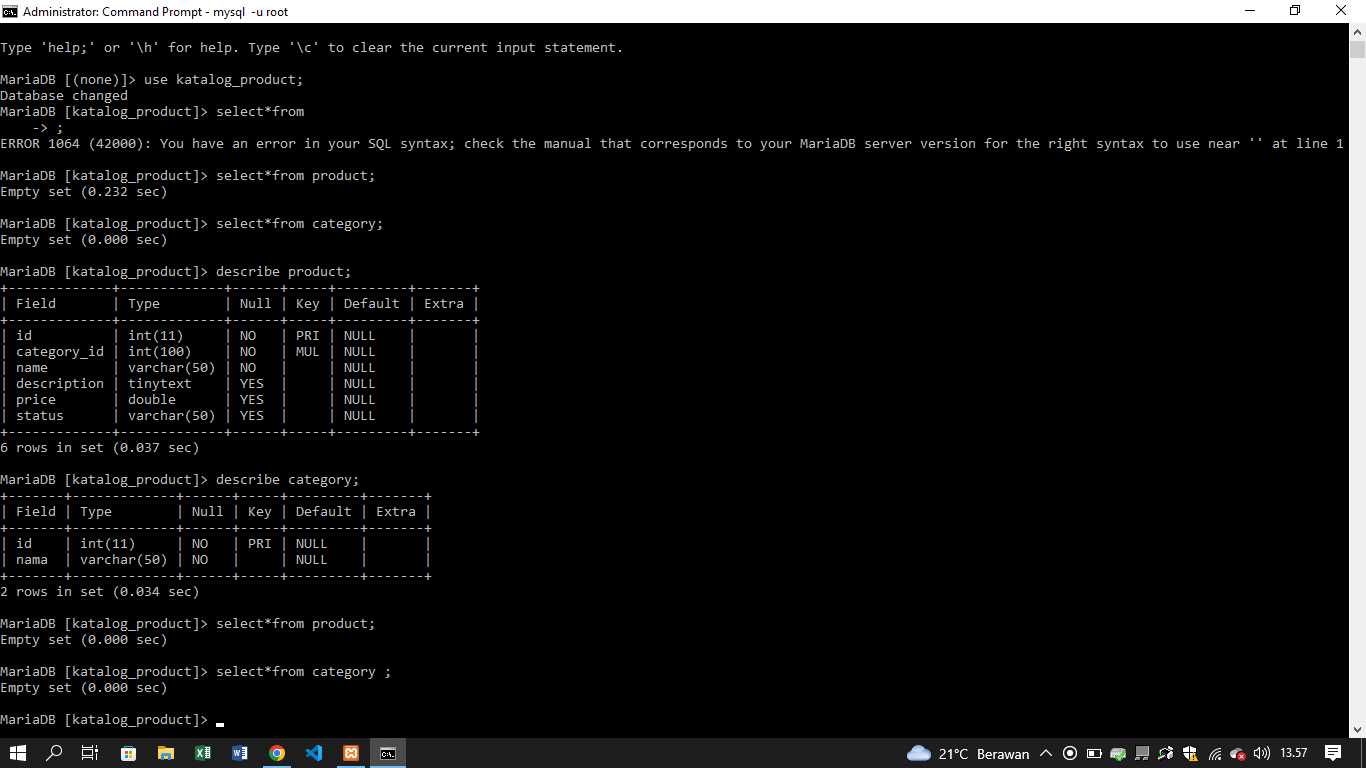 Administrator: Command Prompt - mysql  -u root
Type 'help;' or '\h' for help. Type '\c' to clear the current input statement.
MariaDB [(none)]> use katalog_product;
Database changed
MariaDB [katalog_product]> select*from
    -> ;
ERROR 1064 (42000): You have an error in your SQL syntax; check the manual that corresponds to your MariaDB server version for the right syntax to use near '' at line 1
MariaDB [katalog_product]> select*from product;
Empty set (0.232 sec)
MariaDB [katalog_product]> select*from category;
Empty set (0.000 sec)
MariaDB [katalog_product]> describe product;
+-------------+-------------+------+-----+---------+-------+
| Field       | Type        | Null | Key | Default | Extra |
+-------------+-------------+------+-----+---------+-------+
| id          | int(11)     | NO   | PRI | NULL    |       |
| category_id | int(100)    | NO   | MUL | NULL    |       |
| name        | varchar(50) | NO   |     | NULL    |       |
| description | tinytext    | YES  |     | NULL    |       |
| price       | double      | YES  |     | NULL    |       |
| status      | varchar(50) | YES  |     | NULL    |       |
+-------------+-------------+------+-----+---------+-------+
6 rows in set (0.037 sec)
MariaDB [katalog_product]> describe category;
+-------+-------------+------+-----+---------+-------+
| Field | Type        | Null | Key | Default | Extra |
+-------+-------------+------+-----+---------+-------+
| id    | int(11)     | NO   | PRI | NULL    |       |
| nama  | varchar(50) | NO   |     | NULL    |       |
+-------+-------------+------+-----+---------+-------+
2 rows in set (0.034 sec)
MariaDB [katalog_product]> select*from product;
Empty set (0.000 sec)
MariaDB [katalog_product]> select*from category ;
Empty set (0.000 sec)
MariaDB [katalog_product]>
21°C Berawan 13.57